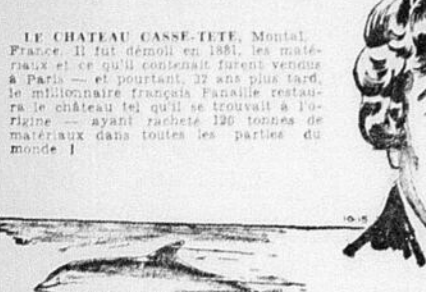 LE CHATEAU CASSE-TETE, Montal,
France. Il fut démoli en 1881, les maté-
riaux et ce qu'il contenait furent vendus
à Paris — et pourtant, 32 ans plus tard,
le millionnaire français Fanaille restau-
ra le château tel qu'il se trouvait à l'o-
rigine — ayant racheté 120 tonnes de
matériaux dans toutes les parties du
monde !
10-15